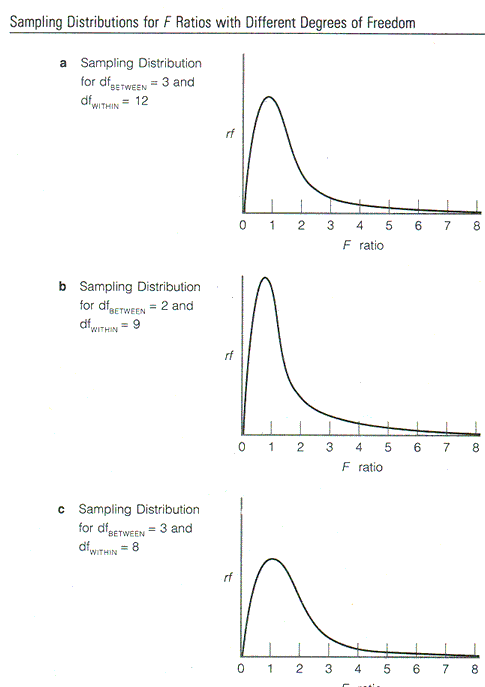 Sampling Distributions for F Ratios with Different Degrees of Freedom
a Sampling Distribution
for dfBETWEEN = 3 and
dfWITHIN = 12
rf
0 1 2 3 4 5 6 7 8
F ratio
b Sampling Distribution
for dfBETWEEN = 2 and
dfWITHIN = 9
rf
0 1 2 3 4 5 6 7 8
F ratio
c Sampling Distribution
for dfBETWEEN = 3 and
dfWITHIN = 8
rf
0 1 2 3 4 5 6 7 8
F ratio